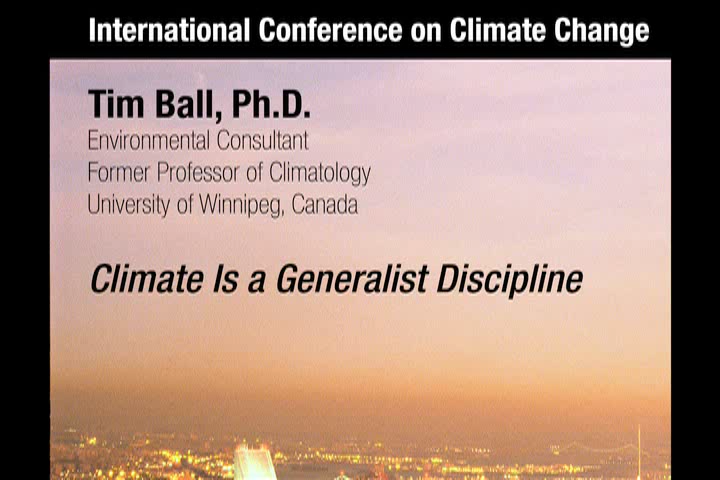 International Conference on Climate Change
Tim Ball, Ph.D.
Environmental Consultant
Former Professor of Climatology
University of Winnipeg, Canada
Climate Is a Generalist Discipline